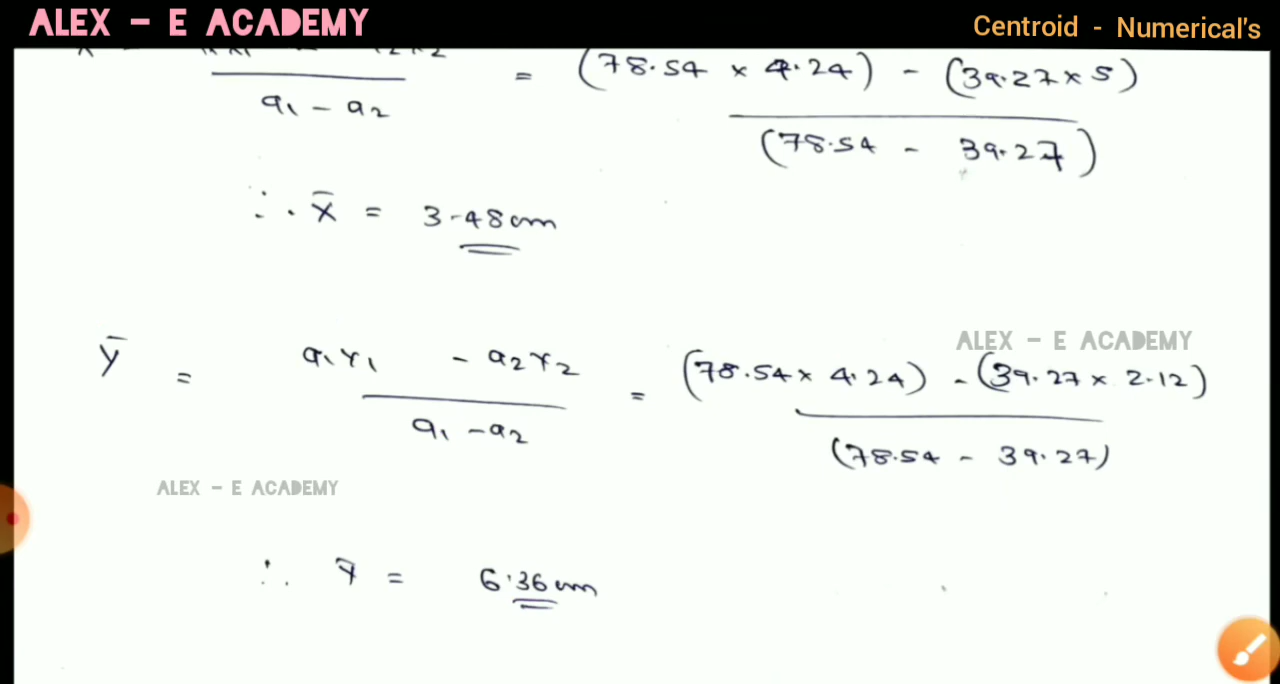 ALEX - E ACADEMY
Centroid - Numerical's
a₁ - a₂ = (78.54 × 4.24) - (39.27 × 5)
(78.54 - 39.27)
∴ x̄ = 3.48 cm
ALEX - E ACADEMY
ȳ = a₁Y₁ - a₂Y₂ = (78.54 × 4.24) - (39.27 × 2.12)
a₁ - a₂ (78.54 - 39.27)
ALEX - E ACADEMY
∴ ȳ = 6.36 cm